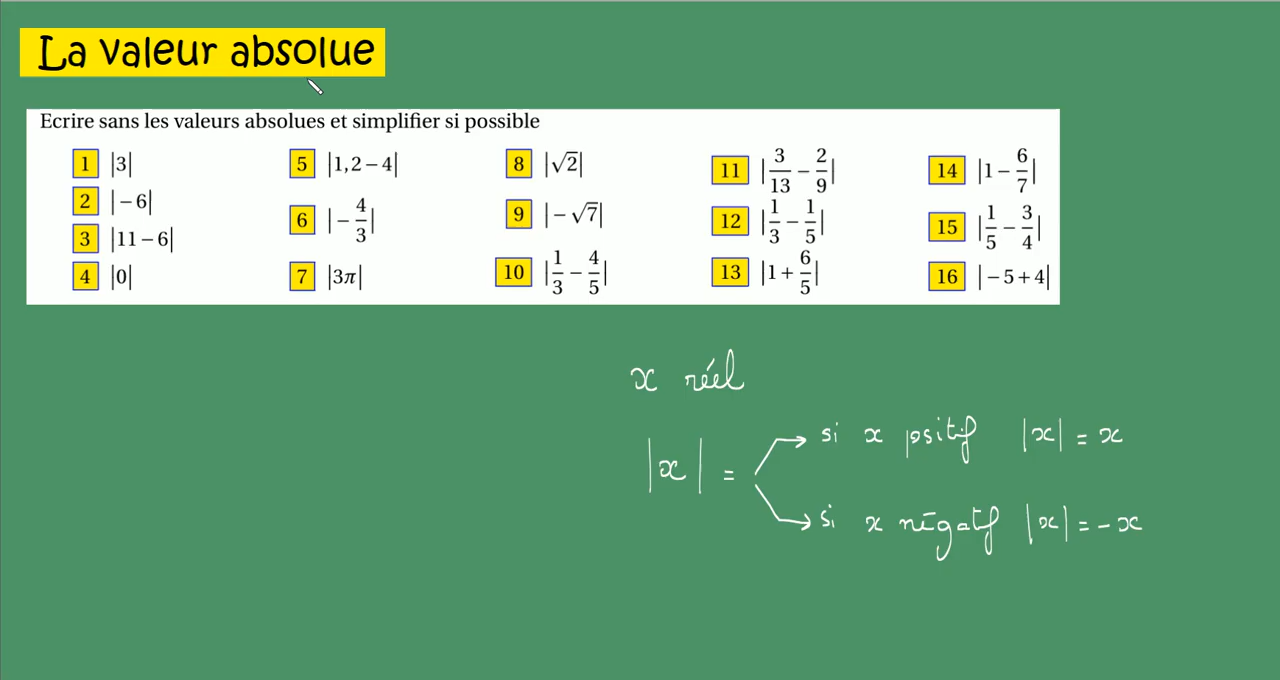 La valeur absolue
Ecrire sans les valeurs absolues et simplifier si possible
1 |3|
2 |−6|
3 |11−6|
4 |0|
5 |1,2−4|
6 |−4/3|
7 |3π|
8 |√2|
9 |−√7|
10 |1/3 − 4/5|
11 |3/13 − 2/9|
12 |1/3 − 1/5|
13 |1+6/5|
14 |1−6/7|
15 |1/5 − 3/4|
16 |−5+4|
x réel
|x| =
si x positif |x| = x
si x négatif |x| = −x